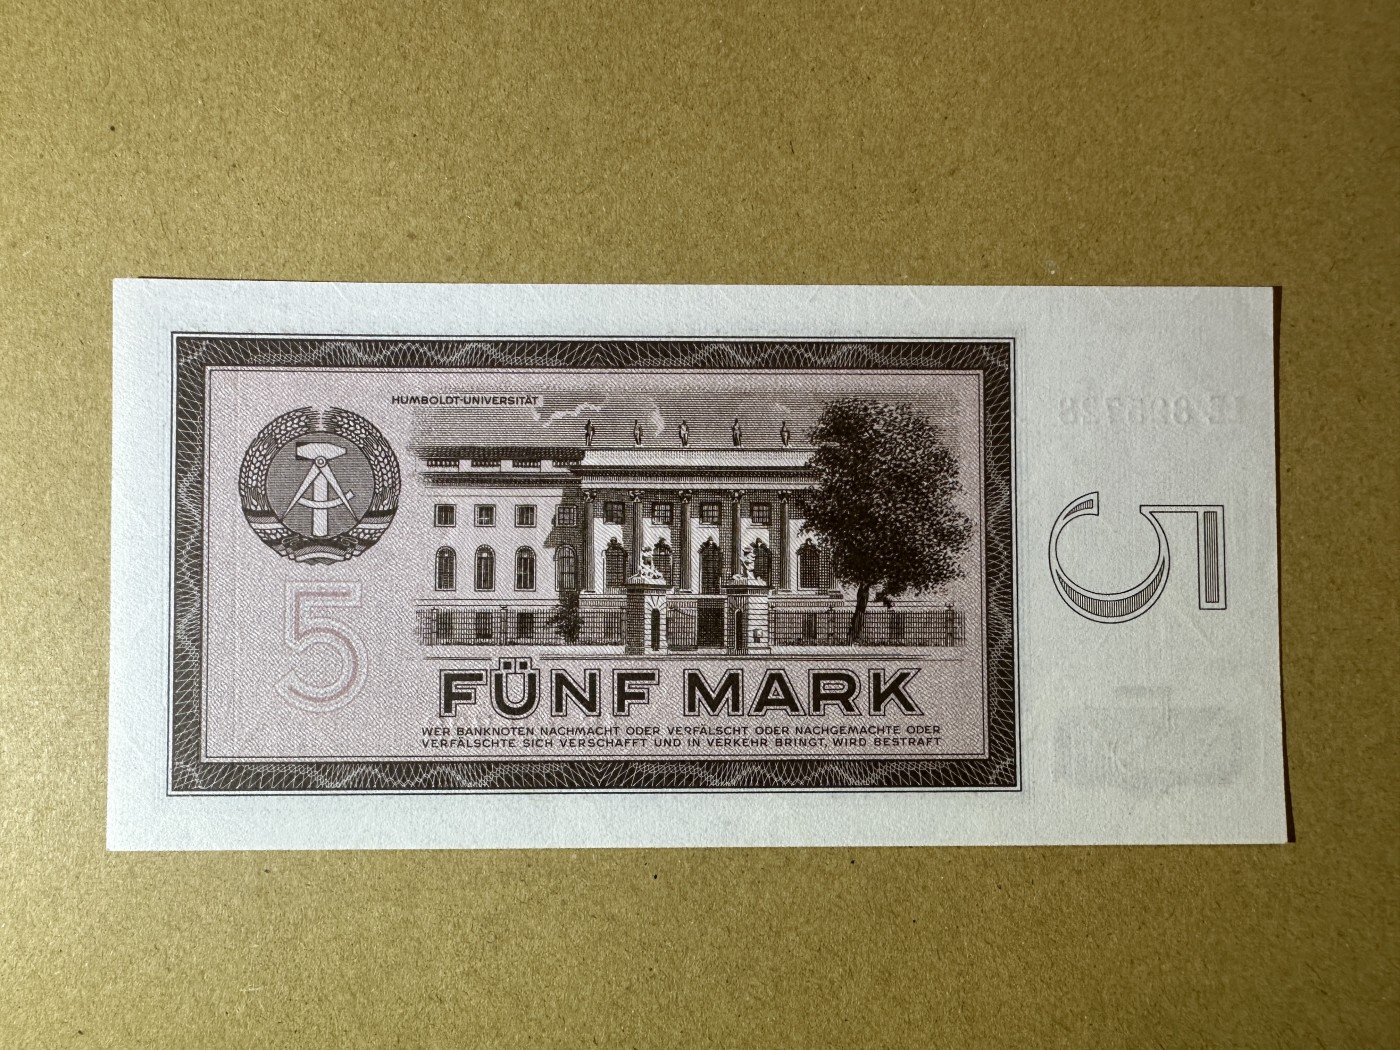 HUMBOLDT-UNIVERSITÄT
5
5
FÜNF MARK
WER BANKNOTEN NACHMACHT ODER VERFÄLSCHT ODER NACHGEMACHTE ODER
VERFÄLSCHTE SICH VERSCHAFFT UND IN VERKEHR BRINGT, WIRD BESTRAFT